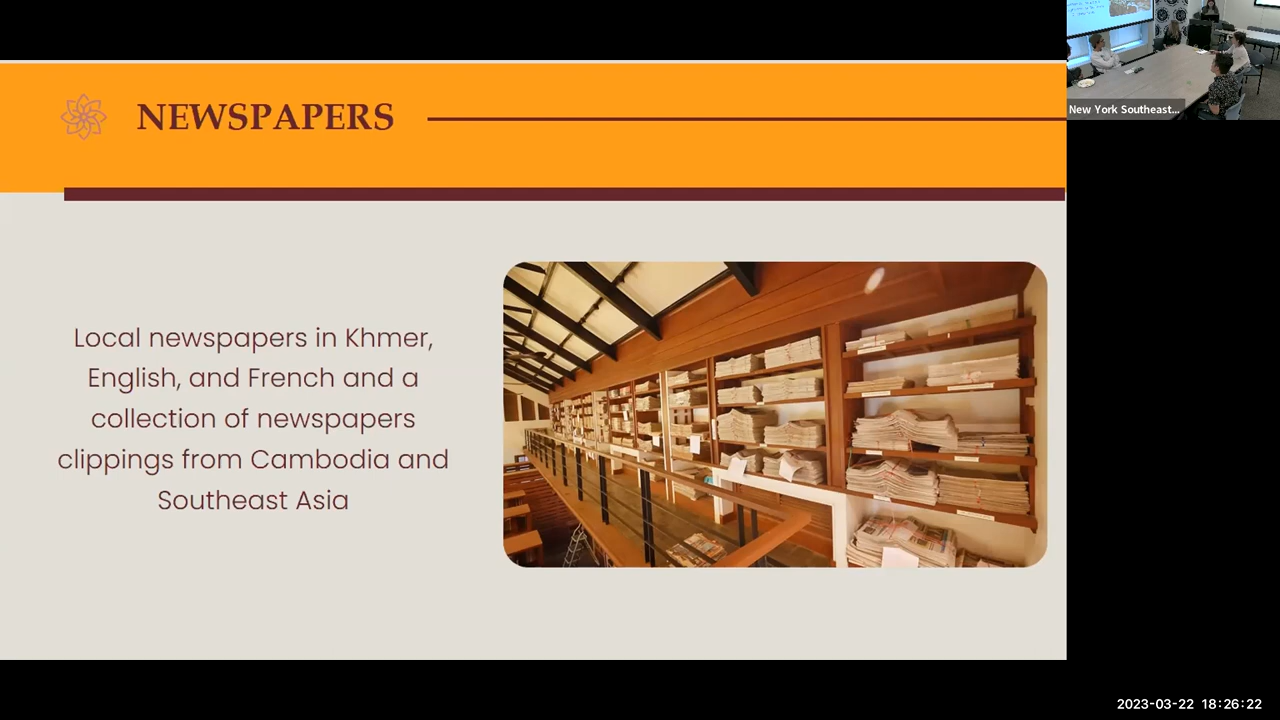 NEWSPAPERS
Local newspapers in Khmer,
English, and French and a
collection of newspapers
clippings from Cambodia and
Southeast Asia
New York Southeast...
2023-03-22 18:26:22